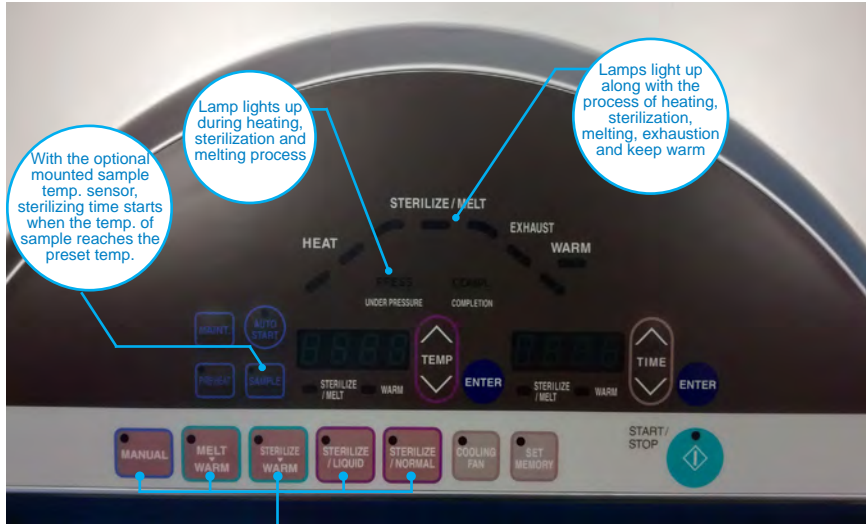 Lamps light up
along with the
process of heating,
sterilization,
melting, exhaustion
and keep warm
Lamp lights up
during heating,
sterilization and
melting process
With the optional
mounted sample
temp. sensor,
sterilizing time starts
when the temp. of
sample reaches the
preset temp.
STERILIZE / MELT
HEAT
EXHAUST
WARM
PRESS
COMPL
UNDER PRESSURE
COMPLETION
MAINT
AUTO
START
PREHEAT
SAMPLE
TEMP
TIME
STERILIZE
/ MELT
WARM
ENTER
STERILIZE
/ MELT
WARM
ENTER
MANUAL
MELT
WARM
STERILIZE
WARM
STERILIZE
/ LIQUID
STERILIZE
/ NORMAL
COOLING
FAN
SET
MEMORY
START/
STOP